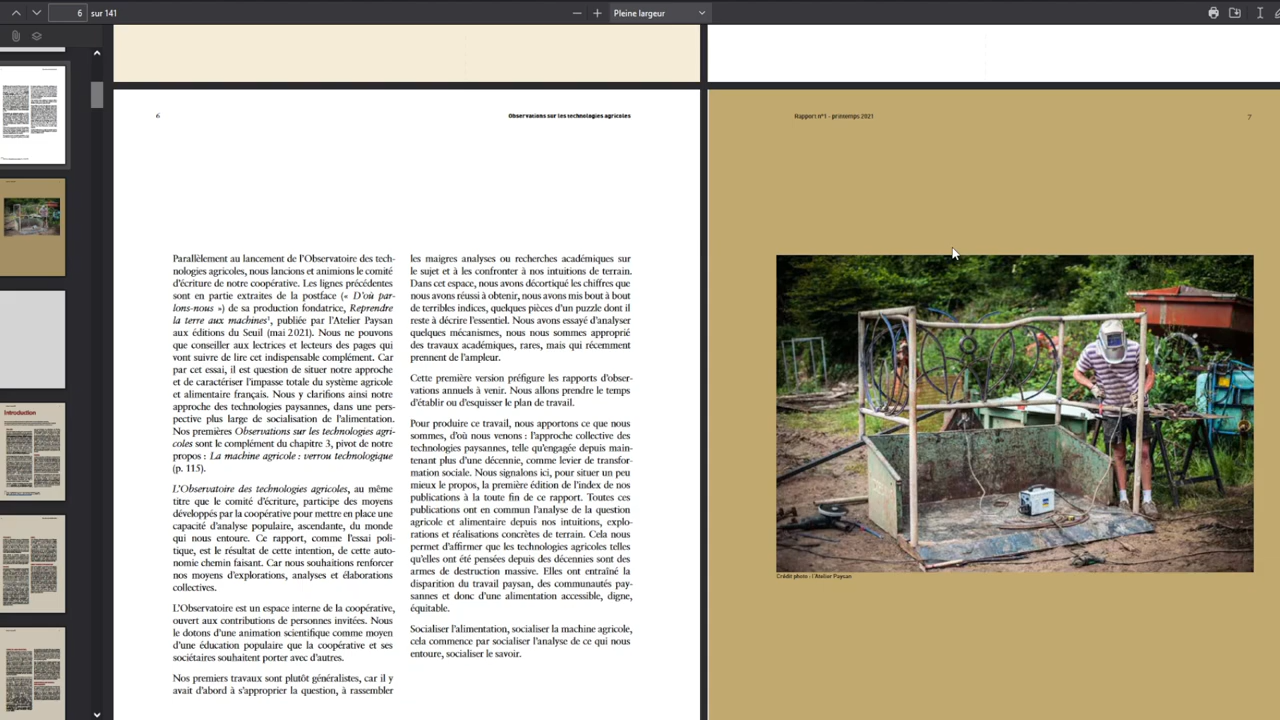 6
sur 141
Pleine largeur
6
Observations sur les technologies agricoles
Parallèlement au lancement de l'Observatoire des tech-
nologies agricoles, nous lancions et animions le comité
d'écriture de notre coopérative. Les lignes précédentes
sont en partie extraites de la postface (« D'où par-
lons-nous ») de sa production fondatrice, Reprendre
la terre aux machines¹, publiée par l'Atelier Paysan
aux éditions du Seuil (mai 2021). Nous ne pouvons
que conseiller aux lectrices et lecteurs des pages qui
vont suivre de lire cet indispensable complément. Car
par cet essai, il est question de situer notre approche
et de caractériser l'impasse totale du système agricole
et alimentaire français. Nous y clarifions ainsi notre
approche des technologies paysannes, dans une pers-
pective plus large de socialisation de l'alimentation.
Nos premières Observations sur les technologies agri-
coles sont le complément du chapitre 3, pivot de notre
propos : La machine agricole : verrou technologique
(p. 115).
L'Observatoire des technologies agricoles, au même
titre que le comité d'écriture, participe des moyens
développés par la coopérative pour mettre en place une
capacité d'analyse populaire, ascendante, du monde
qui nous entoure. Ce rapport, comme l'essai poli-
tique, est le résultat de cette intention, de cette auto-
nomie chemin faisant. Car nous souhaitons renforcer
nos moyens d'explorations, analyses et élaborations
collectives.
L'Observatoire est un espace interne de la coopérative,
ouvert aux contributions de personnes invitées. Nous
le dotons d'une animation scientifique comme moyen
d'une éducation populaire que la coopérative et ses
sociétaires souhaitent porter avec d'autres.
Nos premiers travaux sont plutôt généralistes, car il y
avait d'abord à s'approprier la question, à rassembler
les maigres analyses ou recherches académiques sur
le sujet et à les confronter à nos intuitions de terrain.
Dans cet espace, nous avons décortiqué les chiffres que
nous avons réussi à obtenir, nous avons mis bout à bout
de terribles indices, quelques pièces d'un puzzle dont il
reste à décrire l'essentiel. Nous avons essayé d'analyser
quelques mécanismes, nous nous sommes approprié
des travaux académiques, rares, mais qui récemment
prennent de l'ampleur.
Cette première version préfigure les rapports d'obser-
vations annuels à venir. Nous allons prendre le temps
d'établir ou d'esquisser le plan de travail.
Pour produire ce travail, nous apportons ce que nous
sommes, d'où nous venons : l'approche collective des
technologies paysannes, telle qu'engagée depuis main-
tenant plus d'une décennie, comme levier de transfor-
mation sociale. Nous signalons ici, pour situer un peu
mieux le propos, la première édition de l'index de nos
publications à la toute fin de ce rapport. Toutes ces
publications ont en commun l'analyse de la question
agricole et alimentaire depuis nos intuitions, explo-
rations et réalisations concrètes de terrain. Cela nous
permet d'affirmer que les technologies agricoles telles
qu'elles ont été pensées depuis des décennies sont des
armes de destruction massive. Elles ont entraîné la
disparition du travail paysan, des communautés pay-
sannes et donc d'une alimentation accessible, digne,
équitable.
Socialiser l'alimentation, socialiser la machine agricole,
cela commence par socialiser l'analyse de ce qui nous
entoure, socialiser le savoir.
Rapport n°1 - printemps 2021
7
Crédit photo - l'Atelier Paysan
Introduction